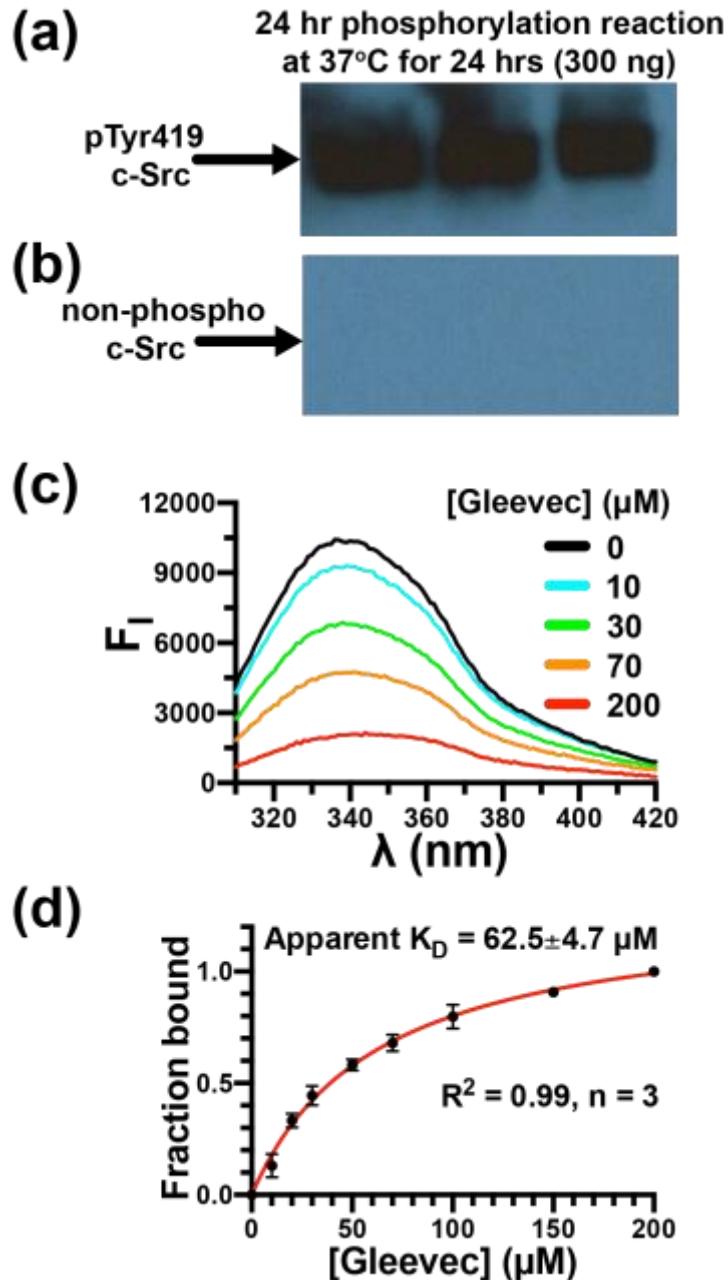 (a)
24 hr phosphorylation reaction
at 37°C for 24 hrs (300 ng)
pTyr419
c-Src
(b)
non-phospho
c-Src
(c)
12000
9000
6000
3000
0
F_I
320 340 360 380 400 420
λ (nm)
[Gleevec] (µM)
0
10
30
70
200
(d)
Apparent K_D = 62.5±4.7 µM
1.0
0.5
0.0
Fraction bound
R² = 0.99, n = 3
0 50 100 150 200
[Gleevec] (µM)